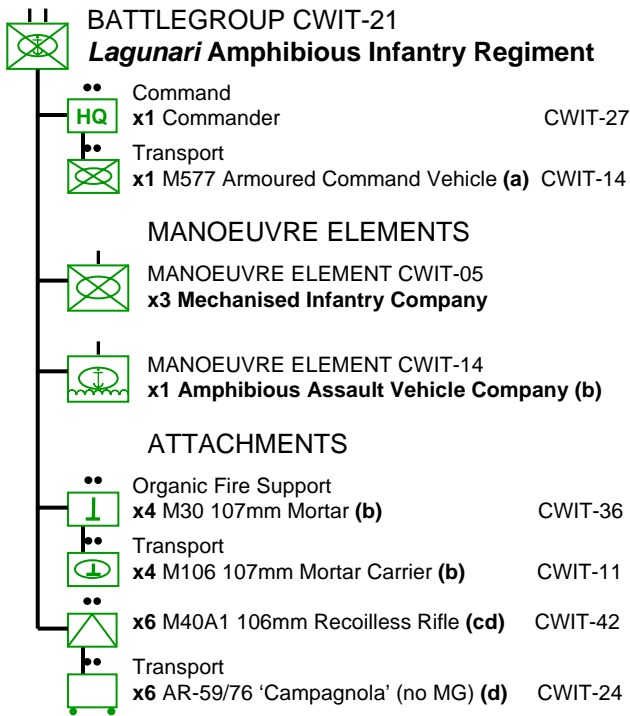 BATTLEGROUP CWIT-21
Lagunari Amphibious Infantry Regiment
Command
HQ x1 Commander CWIT-27
Transport
x1 M577 Armoured Command Vehicle (a) CWIT-14
MANOEUVRE ELEMENTS
MANOEUVRE ELEMENT CWIT-05
x3 Mechanised Infantry Company
MANOEUVRE ELEMENT CWIT-14
x1 Amphibious Assault Vehicle Company (b)
ATTACHMENTS
Organic Fire Support
x4 M30 107mm Mortar (b) CWIT-36
Transport
x4 M106 107mm Mortar Carrier (b) CWIT-11
x6 M40A1 106mm Recoilless Rifle (cd) CWIT-42
Transport
x6 AR-59/76 ‘Campagnola’ (no MG) (d) CWIT-24